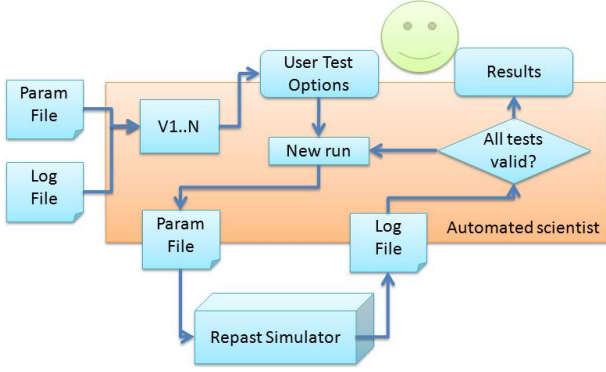 User Test
Options
Results
Param
File
V1..N
All tests
valid?
New run
Log
File
Param
File
Log
File
Automated scientist
Repast Simulator